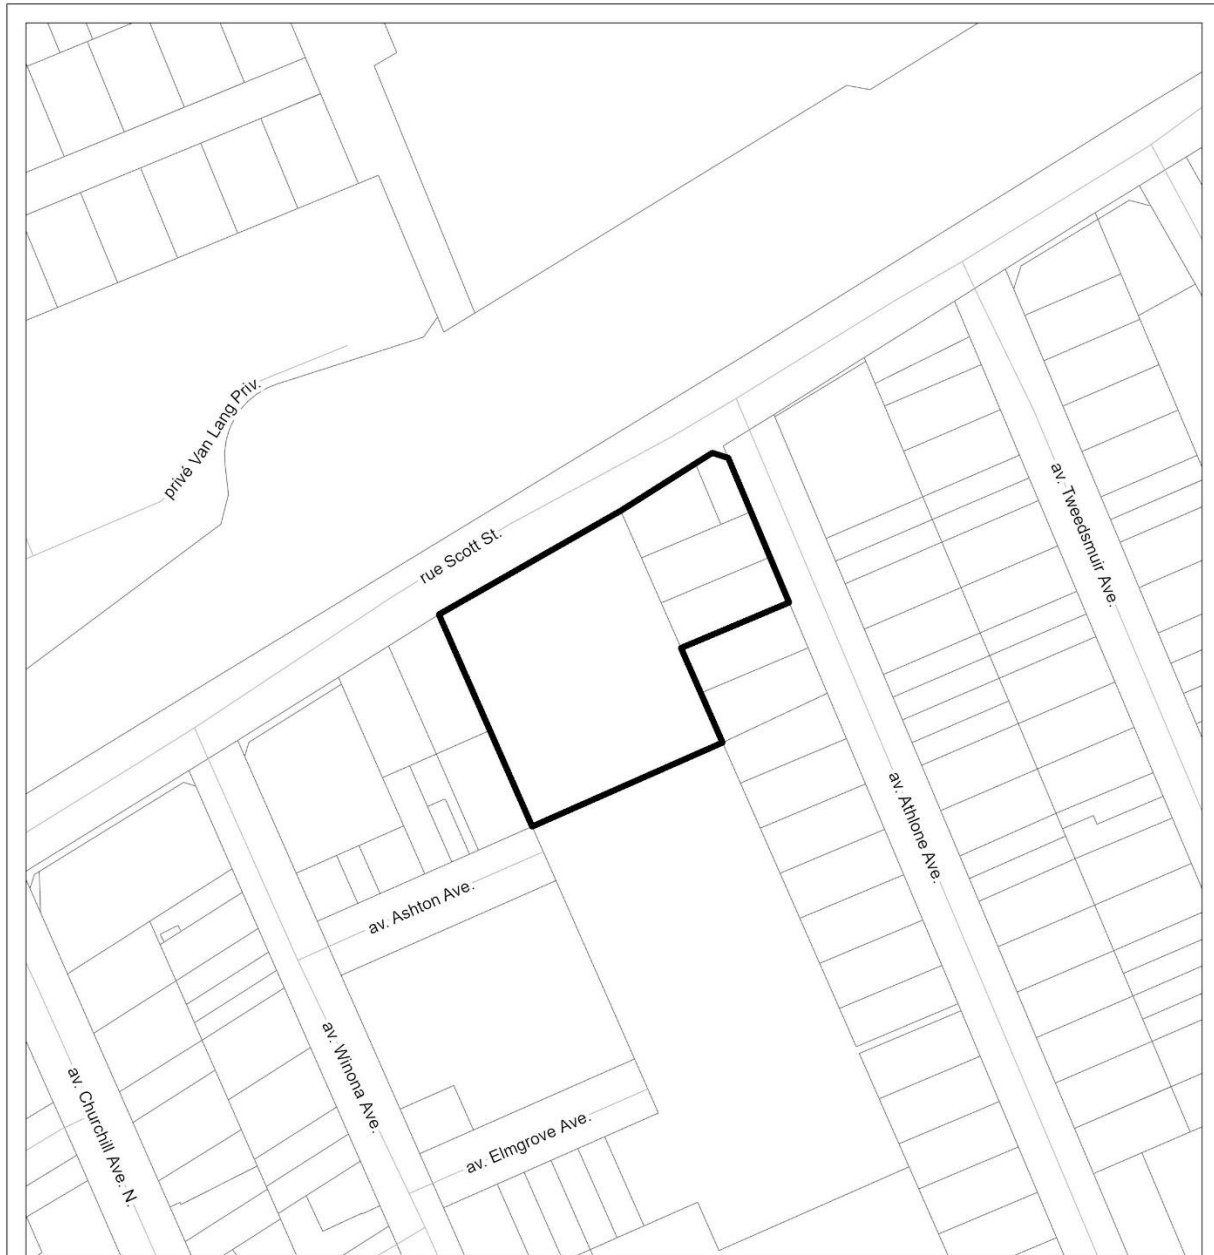 privé Van Lang Priv.
rue Scott St.
av. Tweedsmuir Ave.
av. Athlone Ave.
av. Ashton Ave.
av. Winona Ave.
av. Churchill Ave. N.
av. Elmgrove Ave.